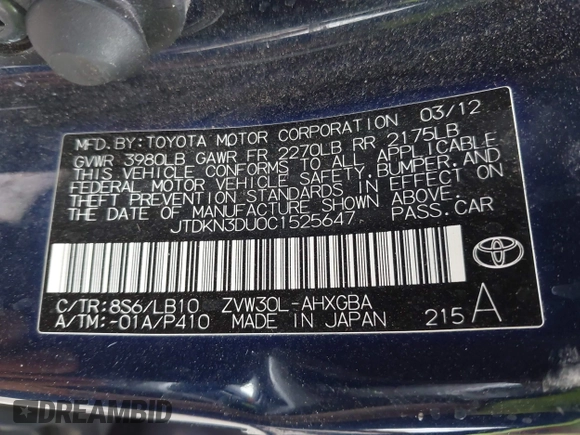 MFD. BY: TOYOTA MOTOR CORPORATION 03/12
GVWR 3980LB GAWR FR 2270LB RR 2175LB
THIS VEHICLE CONFORMS TO ALL APPLICABLE
FEDERAL MOTOR VEHICLE SAFETY, BUMPER, AND
THEFT PREVENTION STANDARDS IN EFFECT ON
THE DATE OF MANUFACTURE SHOWN ABOVE.
JTDKN3DU0C1525647 PASS. CAR
C/TR: 8S6/LB10 ZVW30L-AHXGBA
A/TM: -01A/P410 MADE IN JAPAN 215 A
TOYOTA
DREAMBID